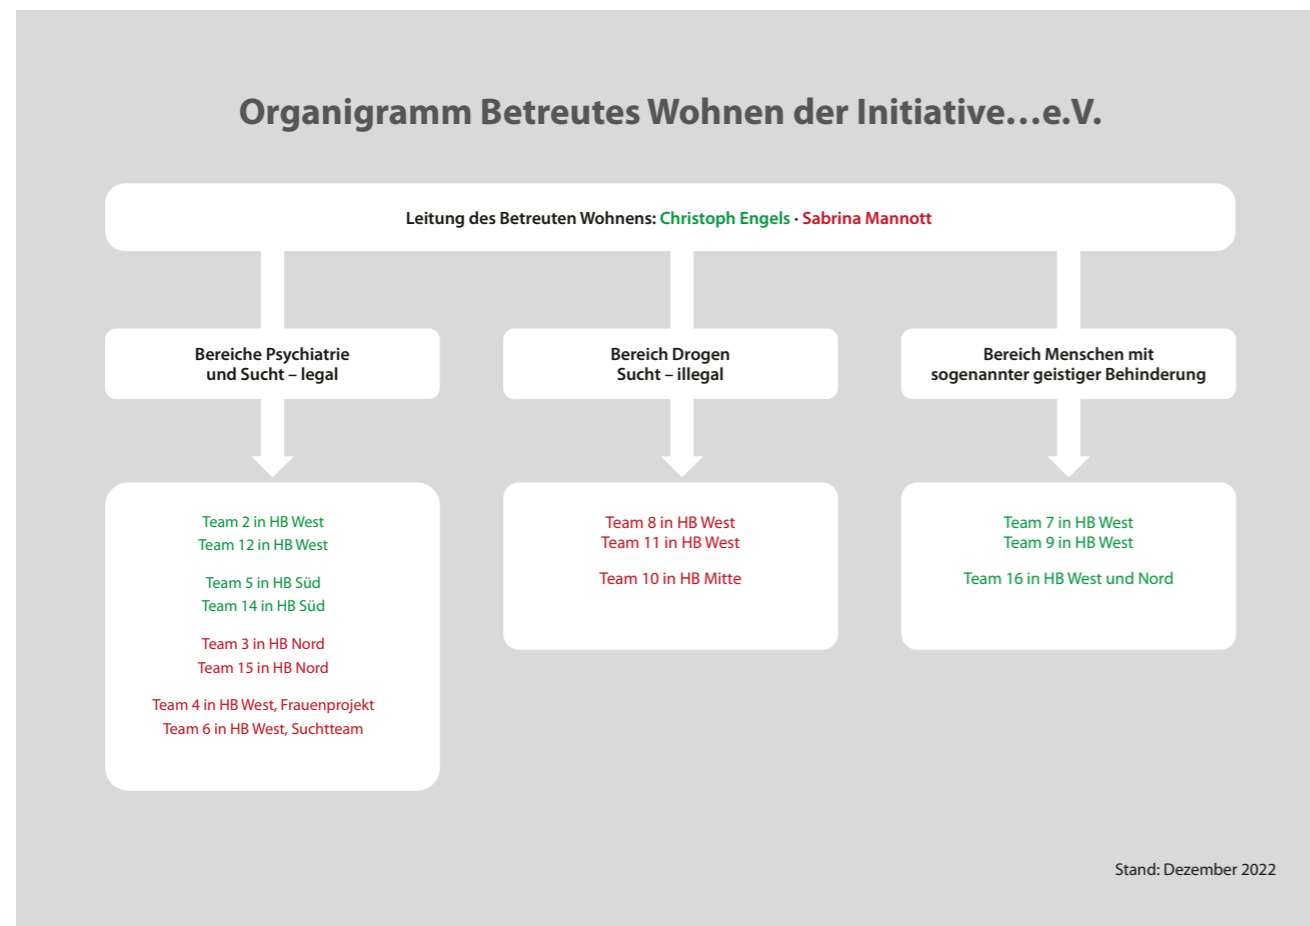 Organigramm Betreutes Wohnen der Initiative…e.V.
Leitung des Betreuten Wohnens: Christoph Engels · Sabrina Mannott
Bereiche Psychiatrie
und Sucht – legal
Bereich Drogen
Sucht – illegal
Bereich Menschen mit
sogenannter geistiger Behinderung
Team 2 in HB West
Team 12 in HB West
Team 5 in HB Süd
Team 14 in HB Süd
Team 3 in HB Nord
Team 15 in HB Nord
Team 4 in HB West, Frauenprojekt
Team 6 in HB West, Suchtteam
Team 8 in HB West
Team 11 in HB West
Team 10 in HB Mitte
Team 7 in HB West
Team 9 in HB West
Team 16 in HB West und Nord
Stand: Dezember 2022